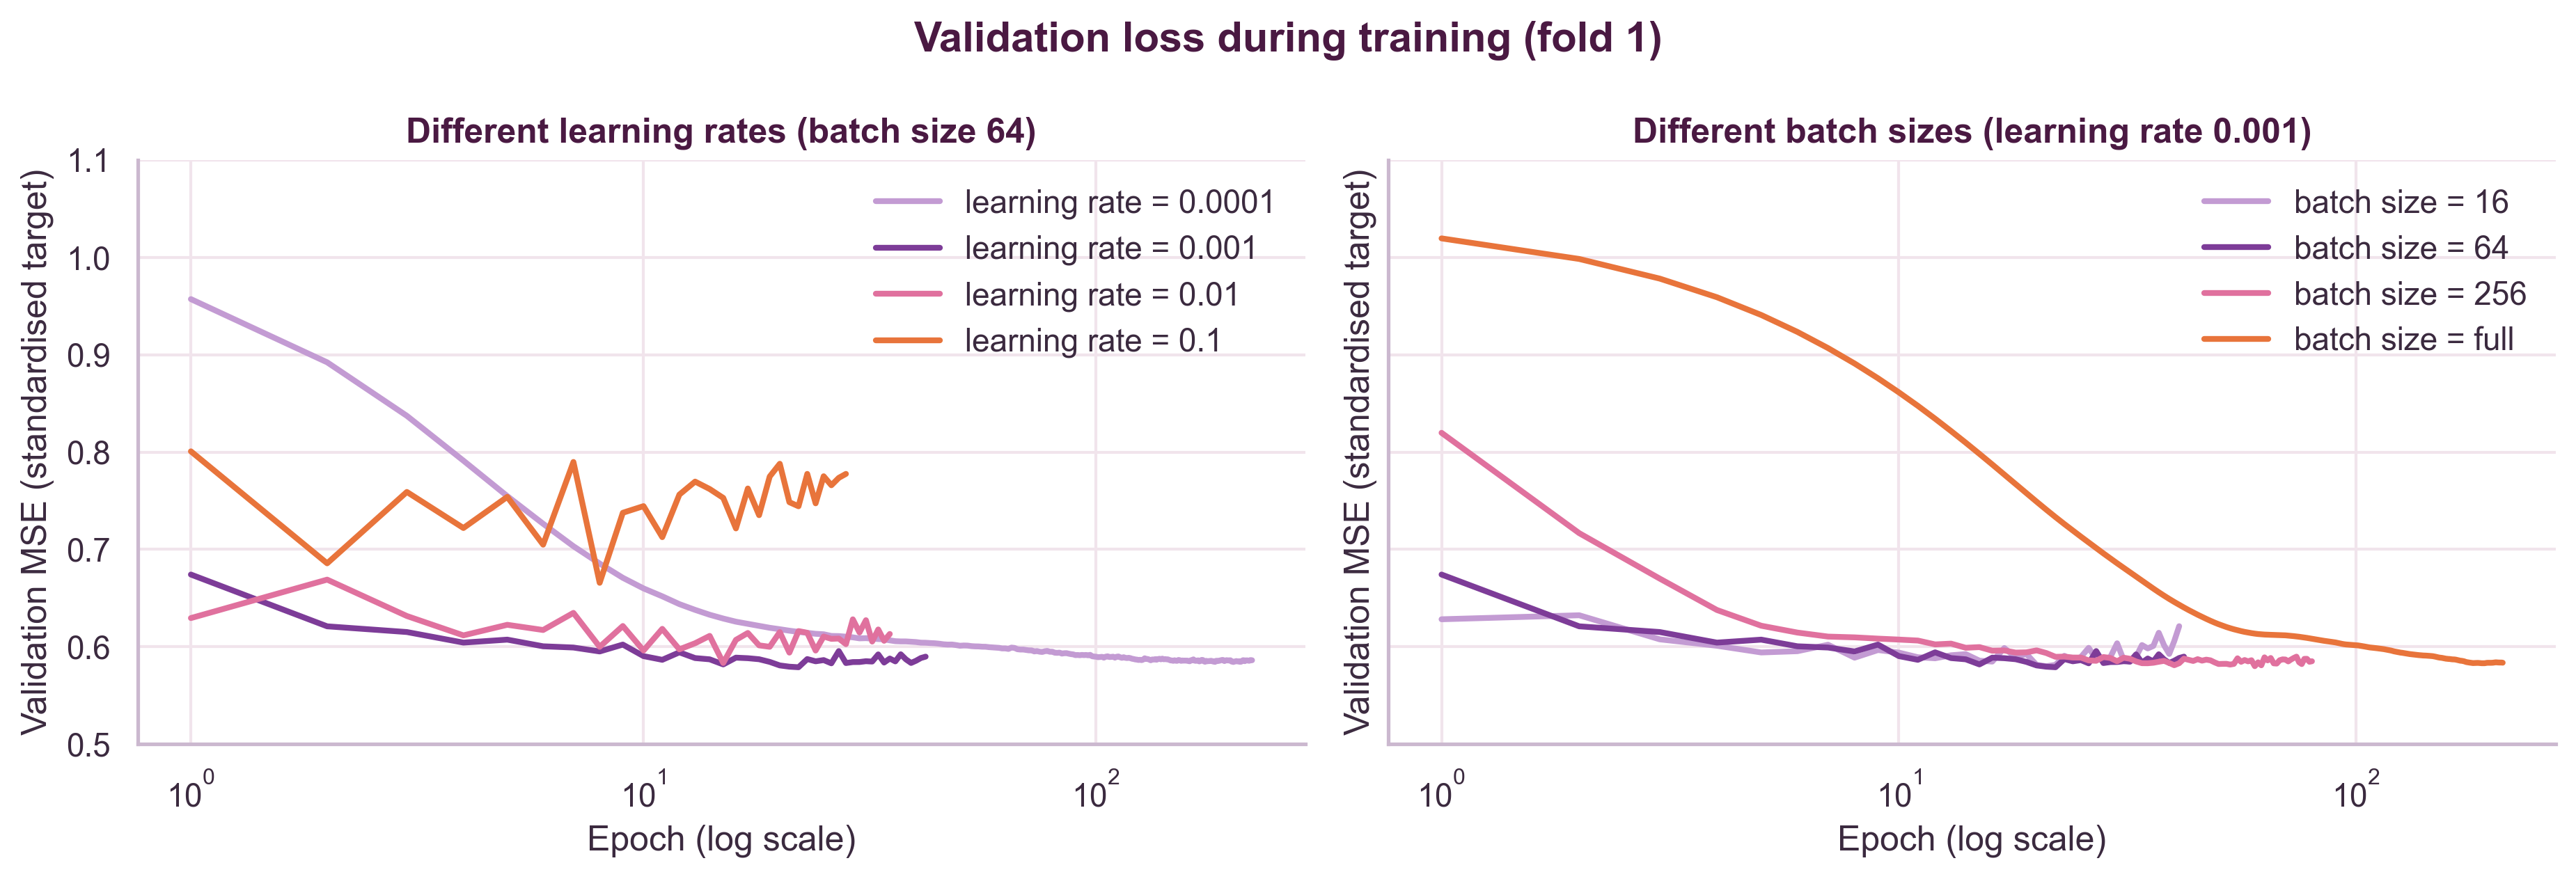 Validation loss during training (fold 1)
Different learning rates (batch size 64)
Validation MSE (standardised target)
1.1
1.0
0.9
0.8
0.7
0.6
0.5
learning rate = 0.0001
learning rate = 0.001
learning rate = 0.01
learning rate = 0.1
10⁰
10¹
10²
Epoch (log scale)
Different batch sizes (learning rate 0.001)
Validation MSE (standardised target)
batch size = 16
batch size = 64
batch size = 256
batch size = full
10⁰
10¹
10²
Epoch (log scale)